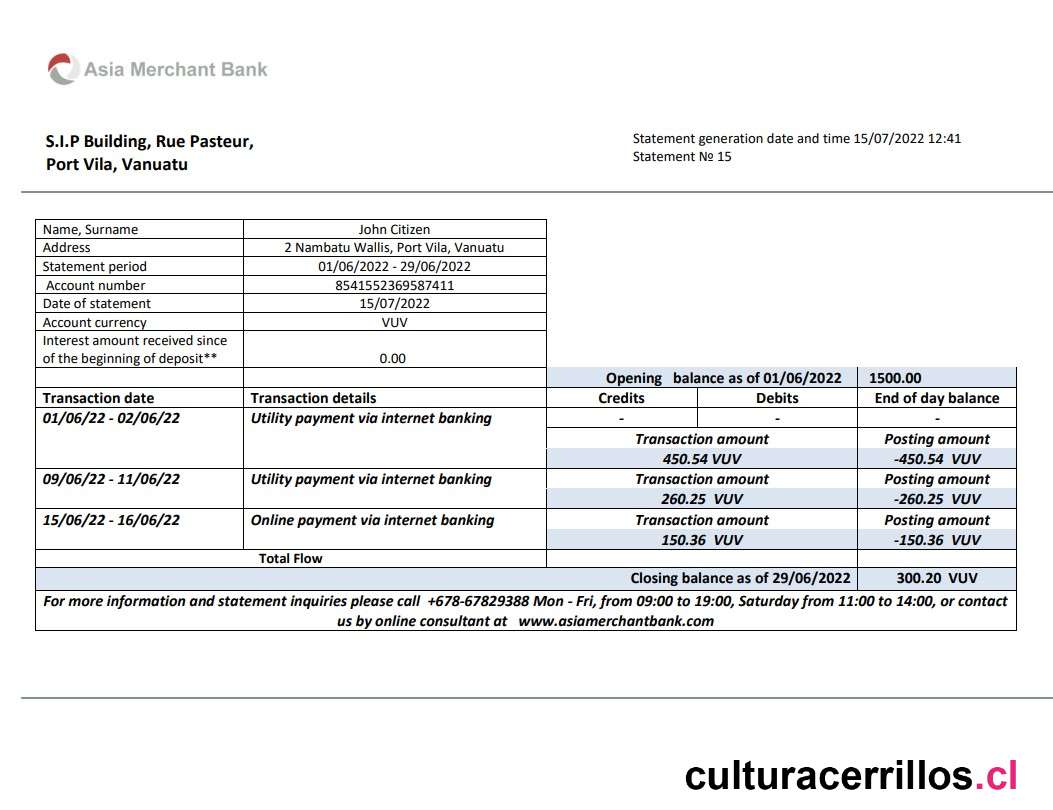 Asia Merchant Bank
S.I.P Building, Rue Pasteur,
Port Vila, Vanuatu
Statement generation date and time 15/07/2022 12:41
Statement № 15
Name, Surname John Citizen
Address 2 Nambatu Wallis, Port Vila, Vanuatu
Statement period 01/06/2022 - 29/06/2022
Account number 8541552369587411
Date of statement 15/07/2022
Account currency VUV
Interest amount received since
of the beginning of deposit** 0.00
Opening balance as of 01/06/2022 1500.00
Transaction date Transaction details Credits Debits End of day balance
01/06/22 - 02/06/22 Utility payment via internet banking - - -
Transaction amount Posting amount
450.54 VUV -450.54 VUV
09/06/22 - 11/06/22 Utility payment via internet banking Transaction amount Posting amount
260.25 VUV -260.25 VUV
15/06/22 - 16/06/22 Online payment via internet banking Transaction amount Posting amount
150.36 VUV -150.36 VUV
Total Flow
Closing balance as of 29/06/2022 300.20 VUV
For more information and statement inquiries please call +678-67829388 Mon - Fri, from 09:00 to 19:00, Saturday from 11:00 to 14:00, or contact
us by online consultant at www.asiamerchantbank.com
culturacerrillos.cl